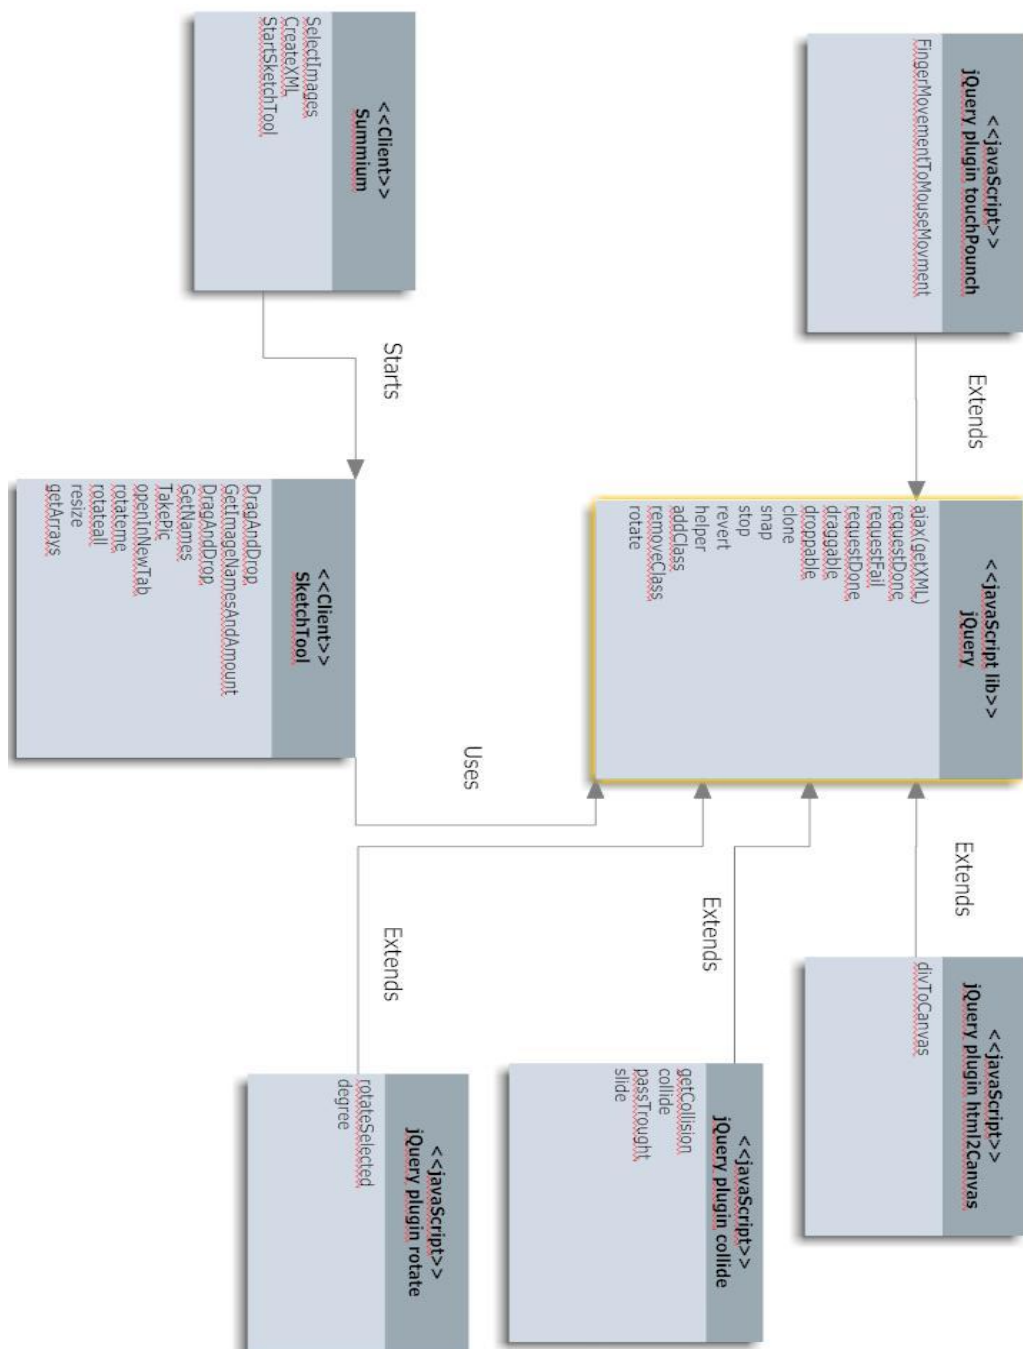 <<javaScript>>
jQuery plugin touchPounch
FingerMovementToMouseMovment
Extends
<<javaScript lib>>
jQuery
ajax(getXML)
requestDone
requestFail
requestDone
draggable
droppable
clone
snap
stop
revert
helper
addClass
removeClass
rotate
Extends
<<javaScript>>
jQuery plugin html2Canvas
divToCanvas
Extends
<<javaScript>>
jQuery plugin collide
getCollision
collide
passTrought
slide
<<Client>>
Summium
SelectImages
CreateXML
StartSketchTool
Starts
Uses
<<Client>>
SketchTool
DragAndDrop
GetImageNamesAndAmount
DragAndDrop
GetNames
TakePic
openInNewTab
rotateme
rotateall
resize
getArrays
Extends
<<javaScript>>
jQuery plugin rotate
rotateSelected
degree